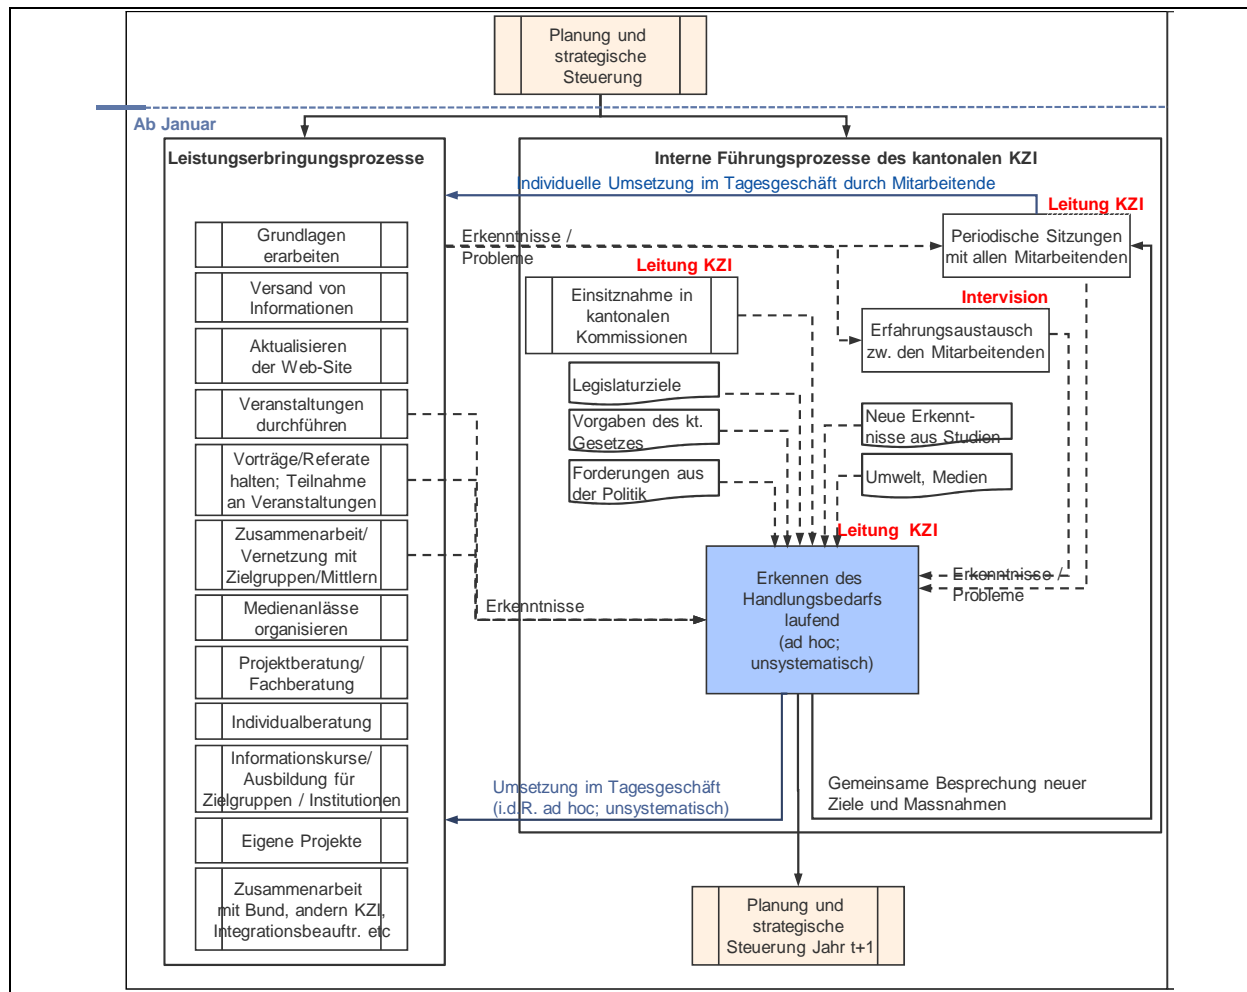 Planung und
strategische
Steuerung
Ab Januar
Leistungserbringungsprozesse
Grundlagen
erarbeiten
Versand von
Informationen
Aktualisieren
der Web-Site
Veranstaltungen
durchführen
Vorträge/Referate
halten; Teilnahme
an Veranstaltungen
Zusammenarbeit/
Vernetzung mit
Zielgruppen/Mittlern
Medienanlässe
organisieren
Projektberatung/
Fachberatung
Individualberatung
Informationskurse/
Ausbildung für
Zielgruppen / Institutionen
Eigene Projekte
Zusammenarbeit
mit Bund, andern KZI,
Integrationsbeauftr. etc
Interne Führungsprozesse des kantonalen KZI
Individuelle Umsetzung im Tagesgeschäft durch Mitarbeitende
Leitung KZI
Periodische Sitzungen
mit allen Mitarbeitenden
Erkenntnisse /
Probleme
Leitung KZI
Einsitznahme in
kantonalen
Kommissionen
Intervision
Erfahrungsaustausch
zw. den Mitarbeitenden
Legislaturziele
Vorgaben des kt.
Gesetzes
Forderungen aus
der Politik
Neue Erkennt-
nisse aus Studien
Umwelt, Medien
Leitung KZI
Erkennen des
Handlungsbedarfs
laufend
(ad hoc;
unsystematisch)
Erkenntnisse /
Probleme
Erkenntnisse
Umsetzung im Tagesgeschäft
(i.d.R. ad hoc; unsystematisch)
Gemeinsame Besprechung neuer
Ziele und Massnahmen
Planung und
strategische
Steuerung Jahr t+1